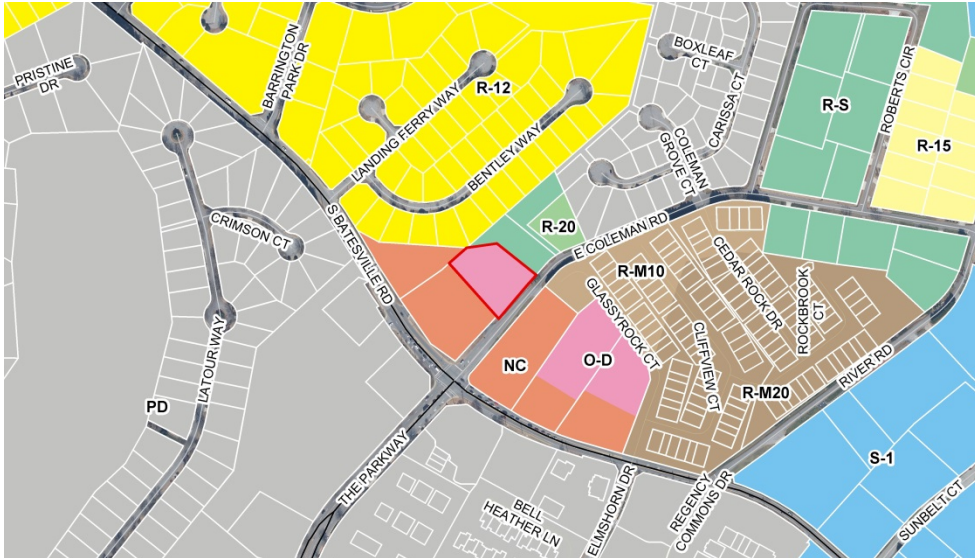 PRISTINE
DR
BARRINGTON
PARK DR
LANDING FERRY WAY
R-12
BENTLEY WAY
BOXLEAF
CT
CARISSA CT
COLEMAN
GROVE CT
R-S
ROBERTS CIR
R-15
CRIMSON CT
S BATESVILLE RD
R-20
E COLEMAN RD
LATOUR WAY
PD
R-M10
GLASSYROCK CT
CEDAR ROCK DR
ROCKBROOK
CT
CLIFFVIEW CT
NC
O-D
R-M20
RIVER RD
THE PARKWAY
BELL
HEATHER LN
ELMSHORN DR
REGENCY
COMMONS DR
S-1
SUNBELT CT